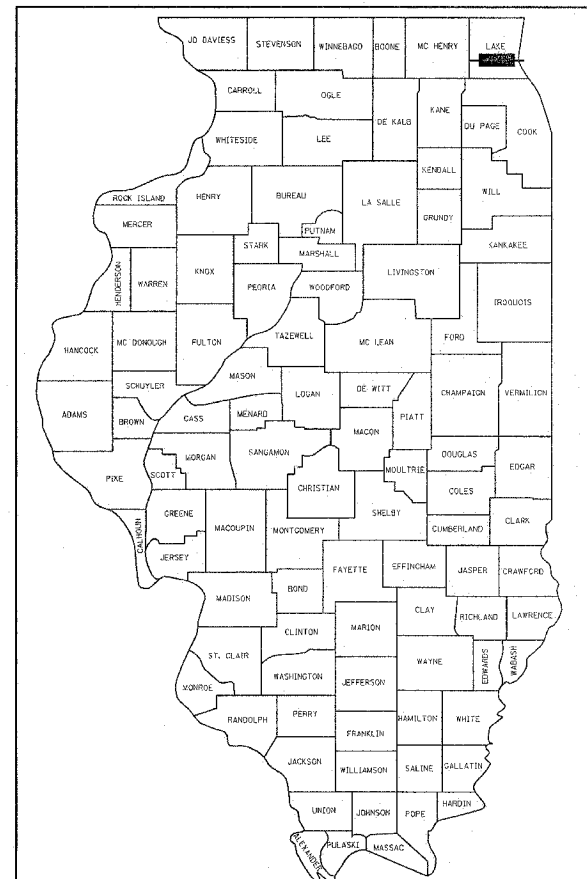 JO DAVIESS
STEVENSON
WINNEBAGO
BOONE
MC HENRY
LAKE
CARROLL
OGLE
DE KALB
KANE
DU PAGE
COOK
WHITESIDE
LEE
KENDALL
WILL
ROCK ISLAND
HENRY
BUREAU
LA SALLE
GRUNDY
MERCER
PUTNAM
STARK
MARSHALL
KANKAKEE
HENDERSON
WARREN
KNOX
PEORIA
WOODFORD
LIVINGSTON
IROQUOIS
FORD
HANCOCK
MC DONOUGH
FULTON
TAZEWELL
MC LEAN
SCHUYLER
MASON
LOGAN
DE WITT
CHAMPAIGN
VERMILION
ADAMS
BROWN
CASS
MENARD
PIATT
MACON
MORGAN
SANGAMON
DOUGLAS
EDGAR
PIKE
SCOTT
CHRISTIAN
MOULTRIE
COLES
GREENE
MACOUPIN
MONTGOMERY
SHELBY
CUMBERLAND
CLARK
CALHOUN
JERSEY
FAYETTE
EFFINGHAM
JASPER
CRAWFORD
MADISON
BOND
CLAY
RICHLAND
LAWRENCE
CLINTON
MARION
ST. CLAIR
WAYNE
EDWARDS
WABASH
WASHINGTON
JEFFERSON
MONROE
RANDOLPH
PERRY
HAMILTON
WHITE
FRANKLIN
JACKSON
WILLIAMSON
SALINE
GALLATIN
UNION
JOHNSON
POPE
HARDIN
ALEXANDER
PULASKI
MASSAC